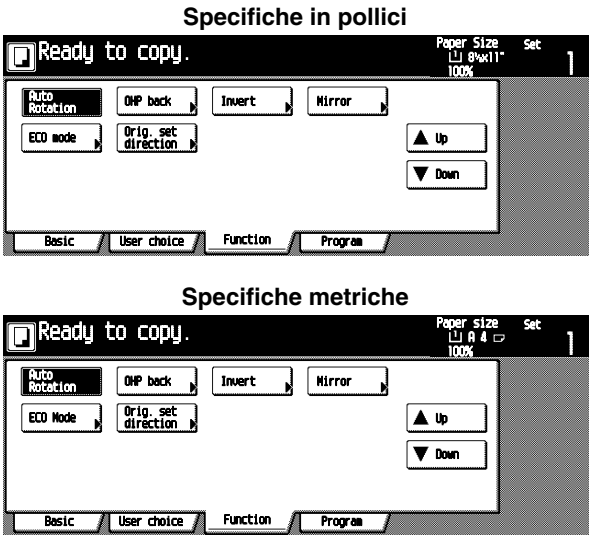 Specifiche in pollici
Ready to copy.
Paper Size
8½x11"
100%
Set
1
Auto
Rotation
OHP back
Invert
Mirror
ECO mode
Orig. set
direction
▲ Up
▼ Down
Basic
User choice
Function
Program
Specifiche metriche
Ready to copy.
Paper size
A 4
100%
Set
1
Auto
Rotation
OHP back
Invert
Mirror
ECO Mode
Orig. set
direction
▲ Up
▼ Down
Basic
User choice
Function
Program